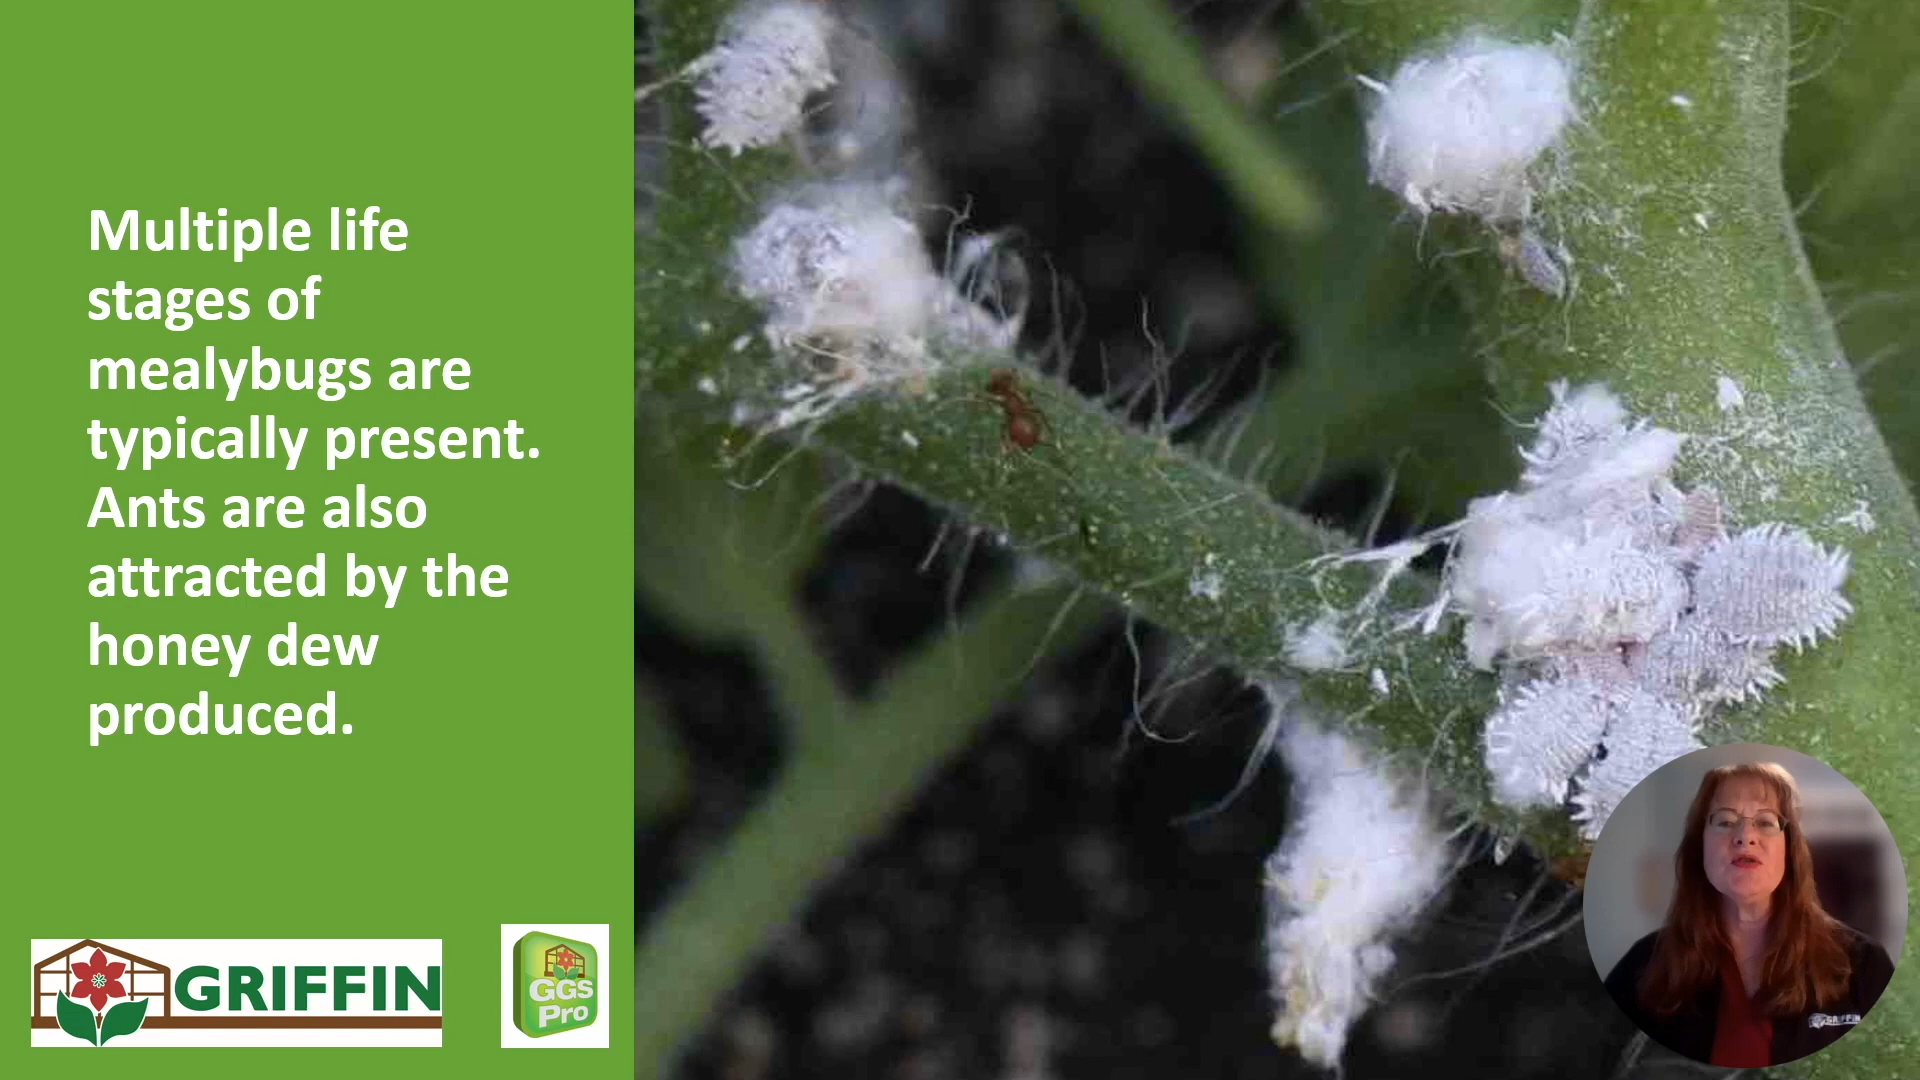 Multiple life
stages of
mealybugs are
typically present.
Ants are also
attracted by the
honey dew
produced.
GRIFFIN
GGS
Pro
GRIFFIN